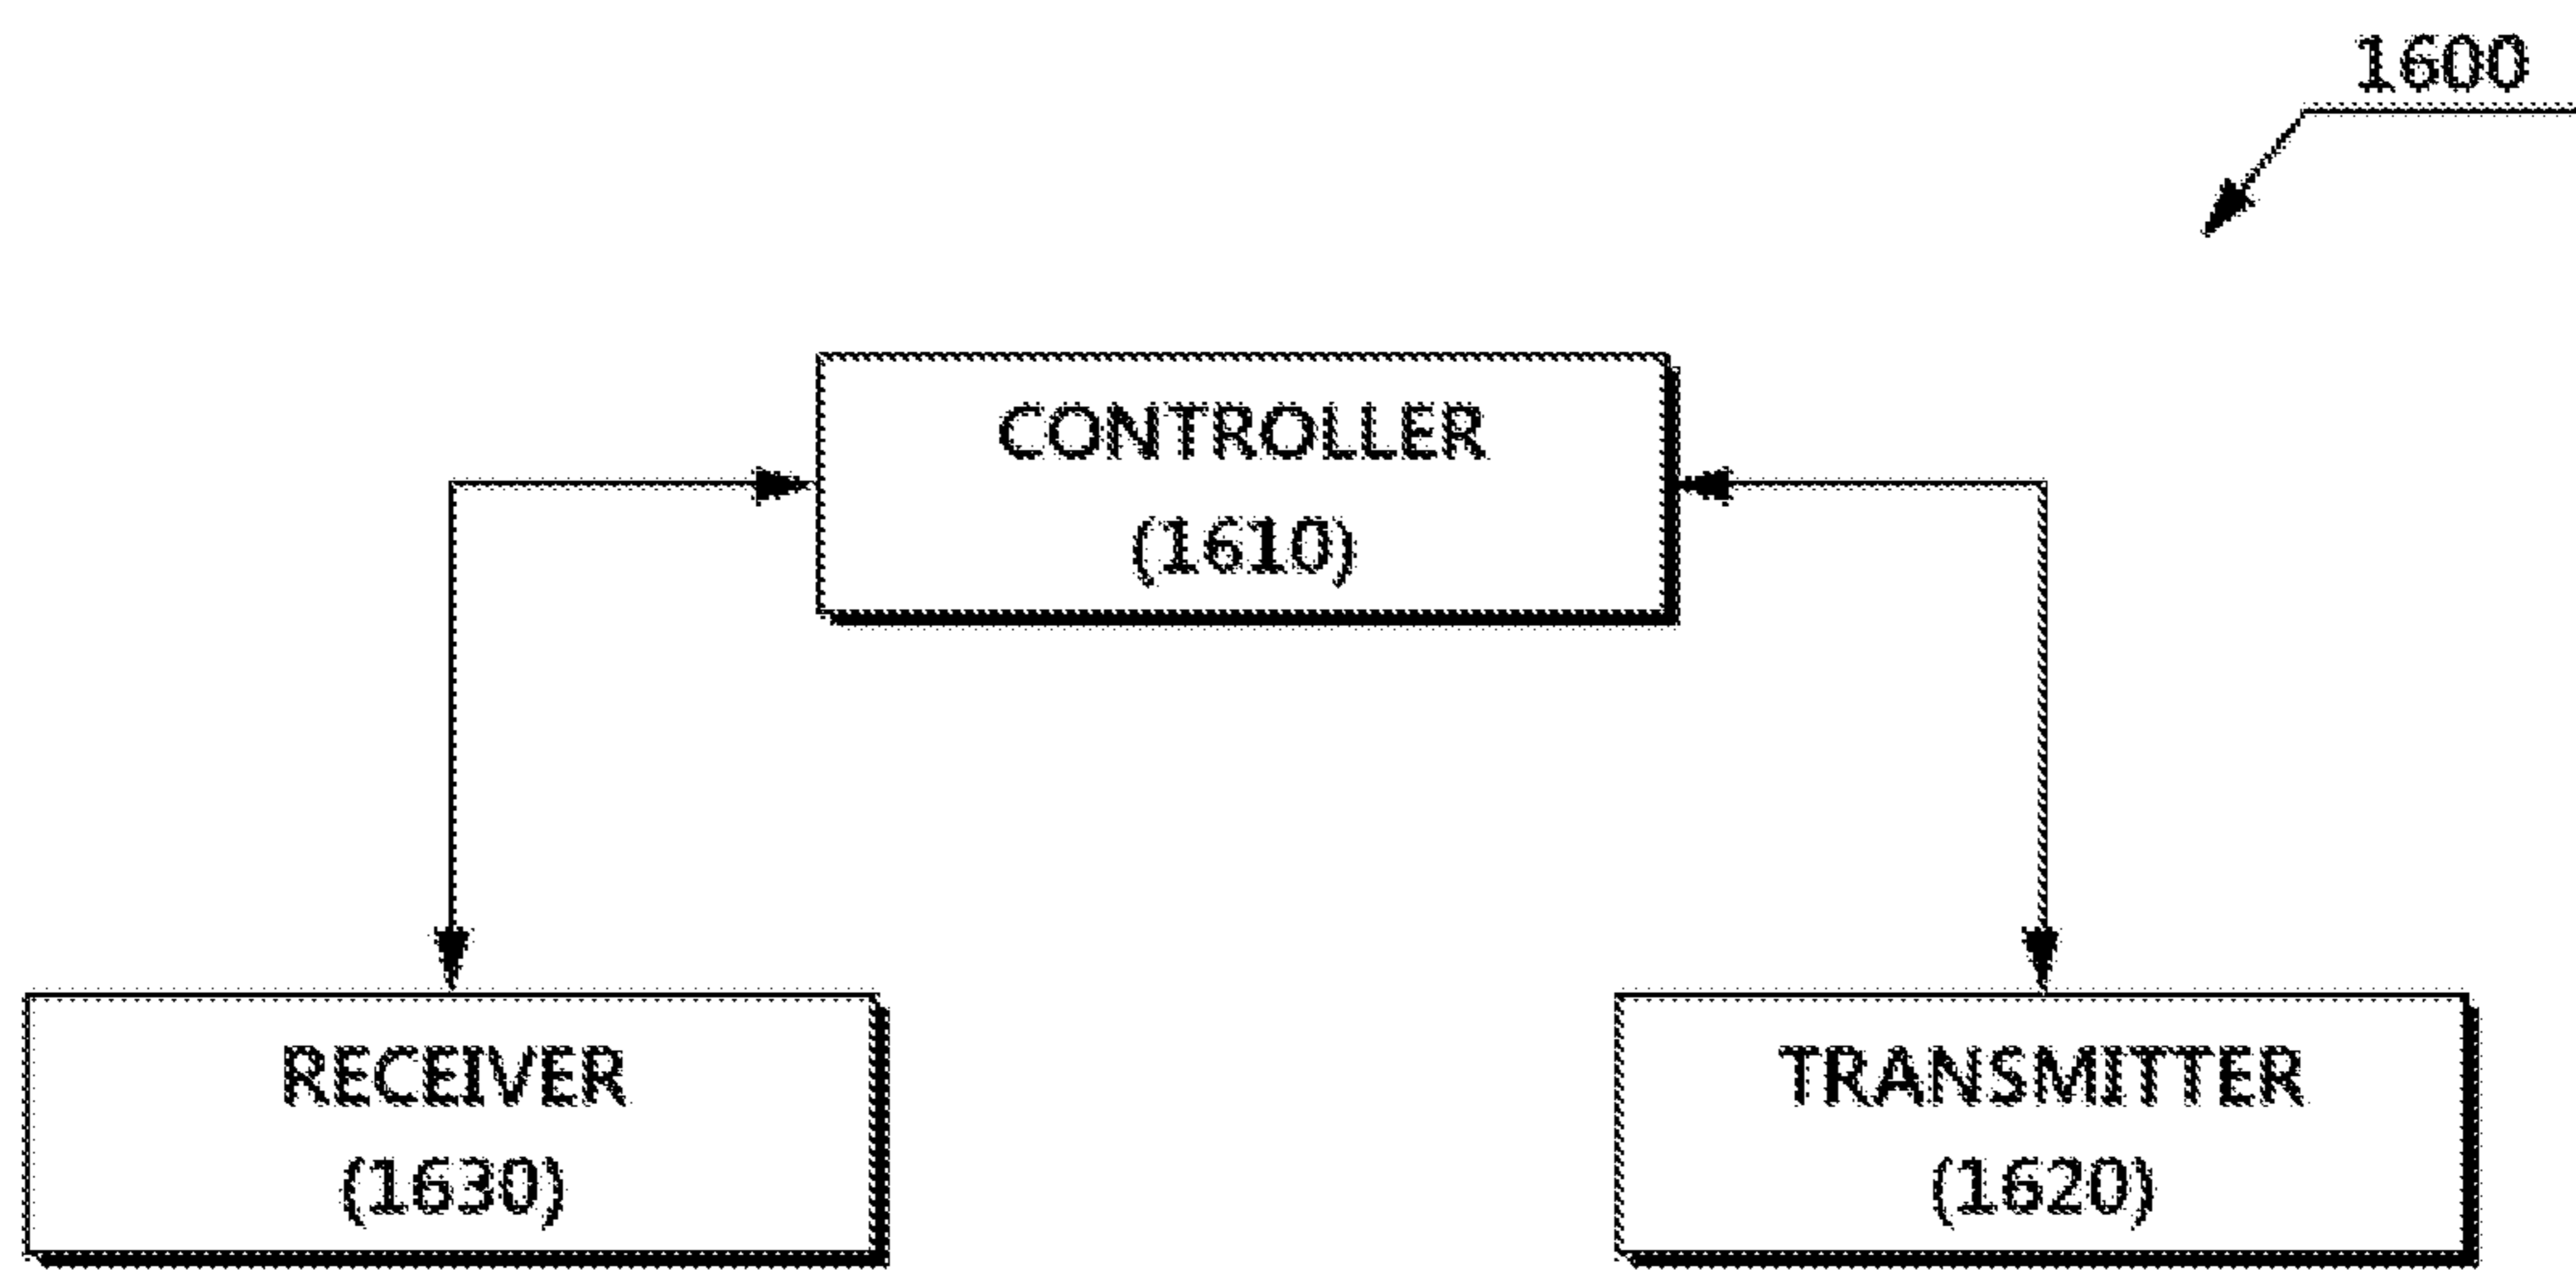 1600
CONTROLLER
(1610)
RECEIVER
(1630)
TRANSMITTER
(1620)